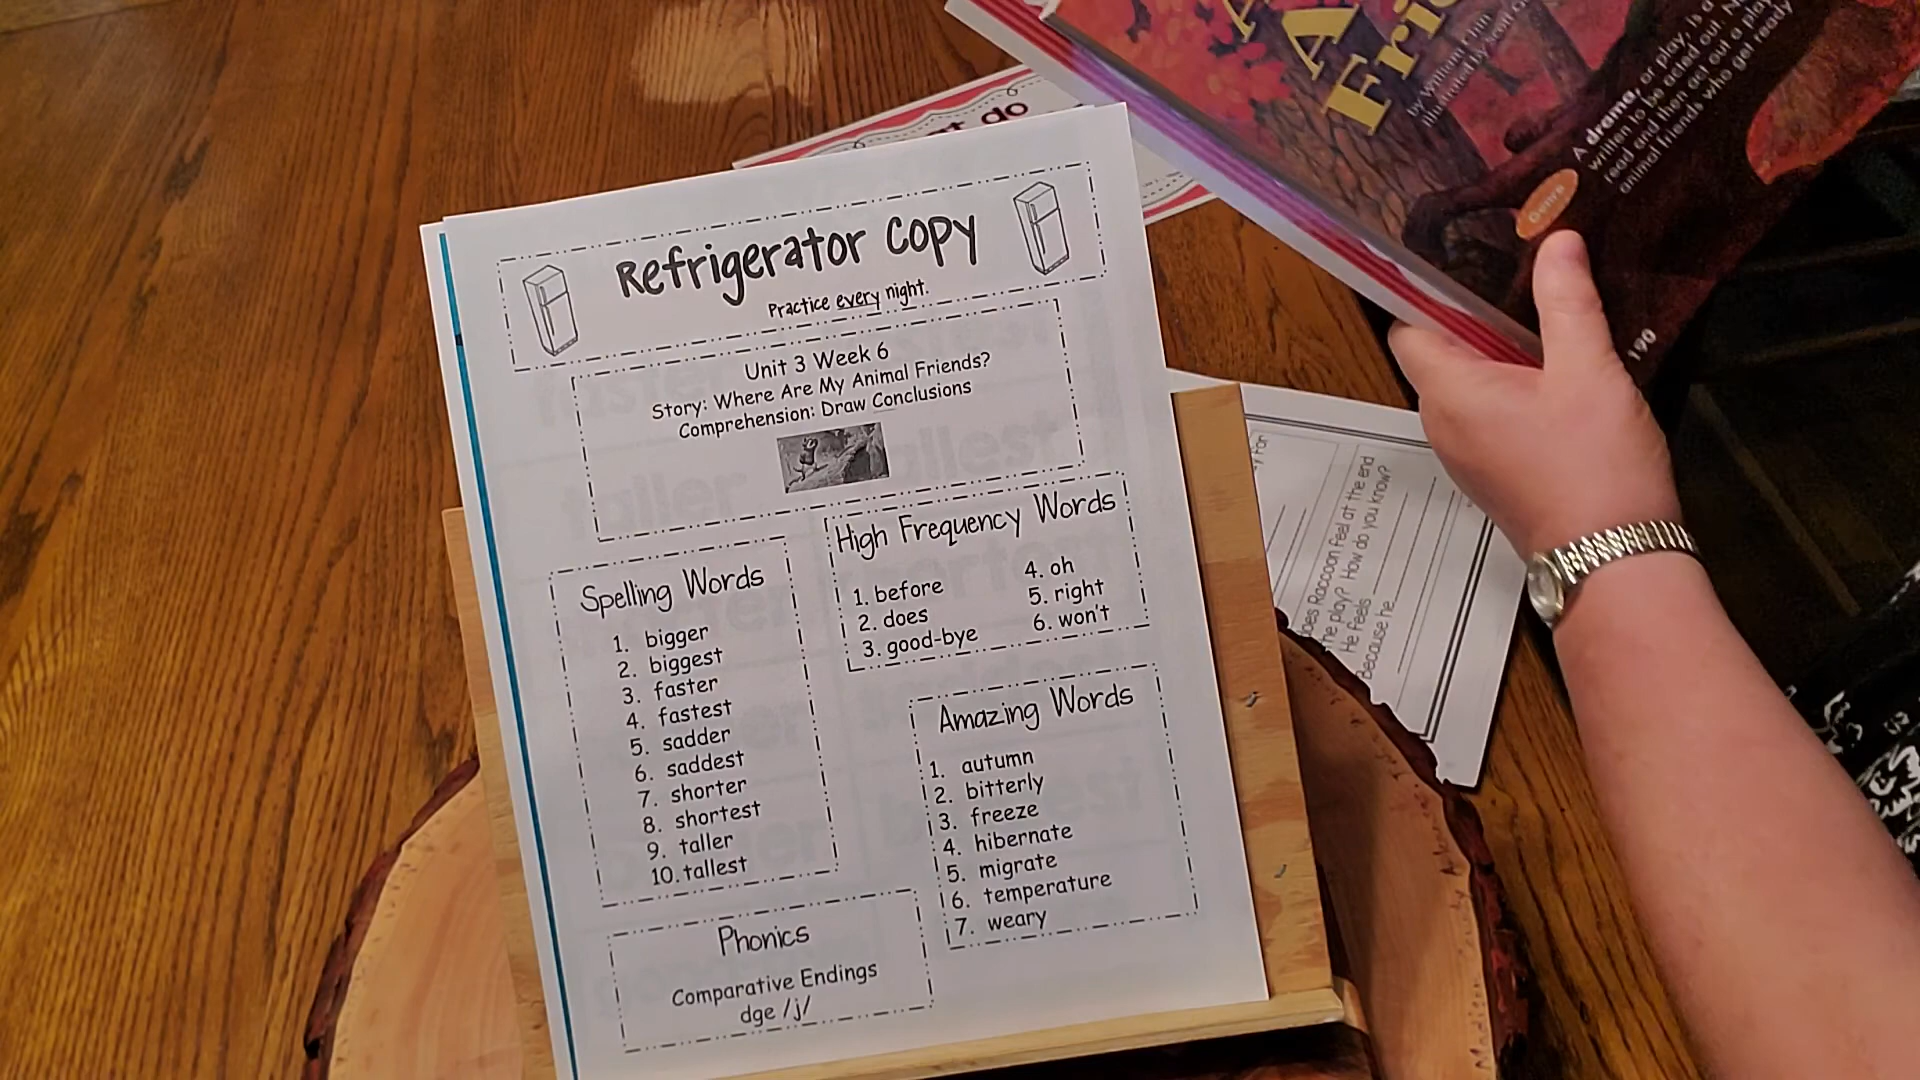 Refrigerator Copy
Practice every night.
Unit 3 Week 6
Story: Where Are My Animal Friends?
Comprehension: Draw Conclusions
Spelling Words
1. bigger
2. biggest
3. faster
4. fastest
5. sadder
6. saddest
7. shorter
8. shortest
9. taller
10. tallest
High Frequency Words
1. before
2. does
3. good-bye
4. oh
5. right
6. won't
Amazing Words
1. autumn
2. bitterly
3. freeze
4. hibernate
5. migrate
6. temperature
7. weary
Phonics
Comparative Endings
dge /j/
do
by William
Illustrated by Scott
Genre
A drama, or play, is a
written to be acted out.
read and then act out a play
animal friends who get ready
190
does Raccoon feel at the end
the play? How do you know?
He feels
Because he